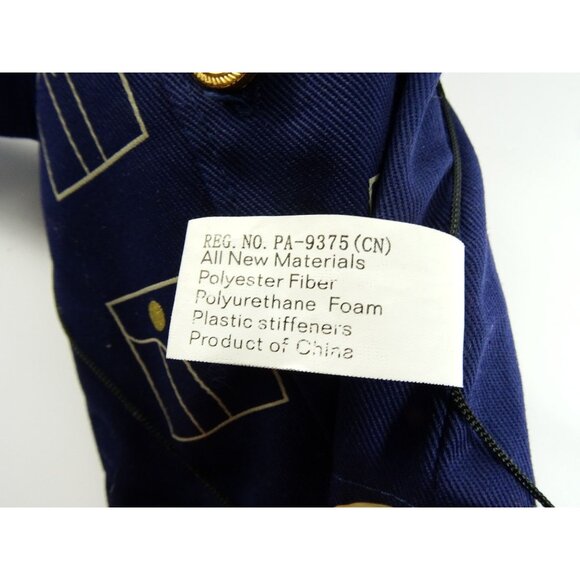 REG. NO. PA-9375(CN)
All New Materials
Polyester Fiber
Polyurethane Foam
Plastic stiffeners
Product of China